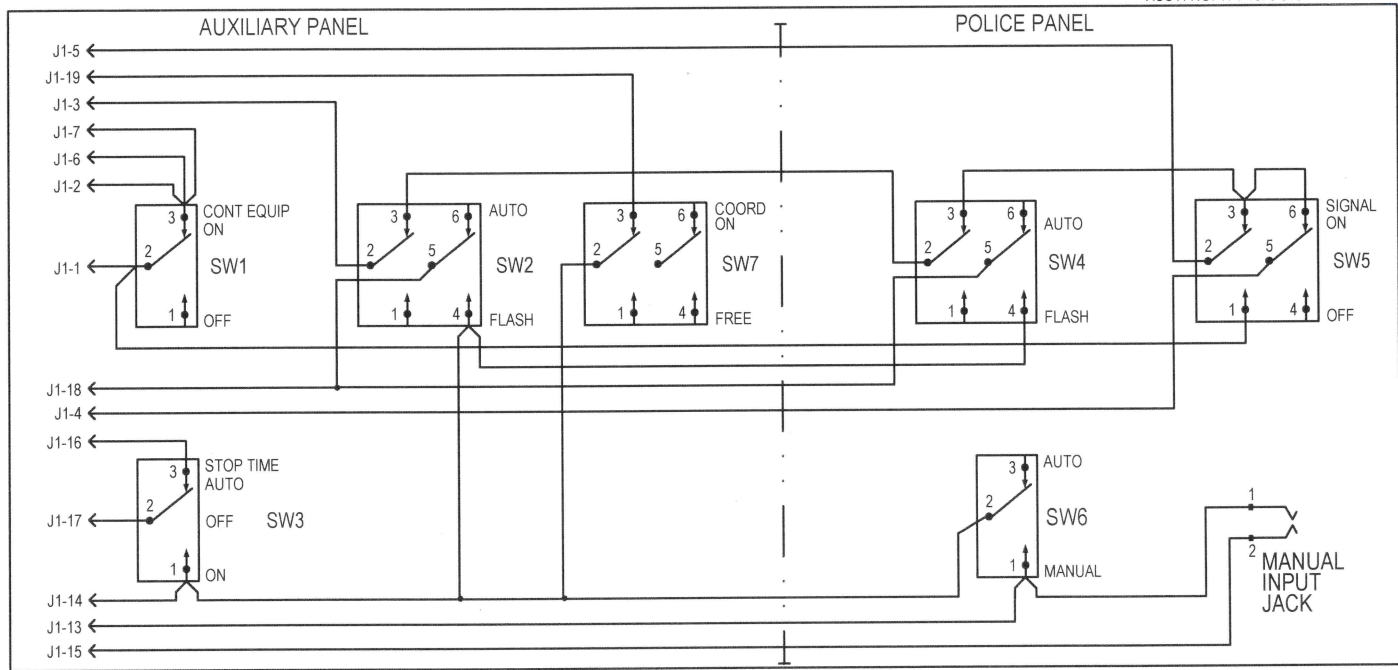 AUXILIARY PANEL
POLICE PANEL
J1-5
J1-19
J1-3
J1-7
J1-6
J1-2
J1-1
3
CONT EQUIP
ON
2
SW1
1
OFF
3
6
AUTO
2
5
SW2
1
4
FLASH
3
6
COORD
ON
2
5
SW7
1
4
FREE
3
6
AUTO
2
5
SW4
1
4
FLASH
3
6
SIGNAL
ON
2
5
SW5
1
4
OFF
J1-18
J1-4
J1-16
3
STOP TIME
AUTO
J1-17
2
OFF
SW3
1
ON
3
AUTO
2
SW6
1
MANUAL
1
2
MANUAL
INPUT
JACK
J1-14
J1-13
J1-15